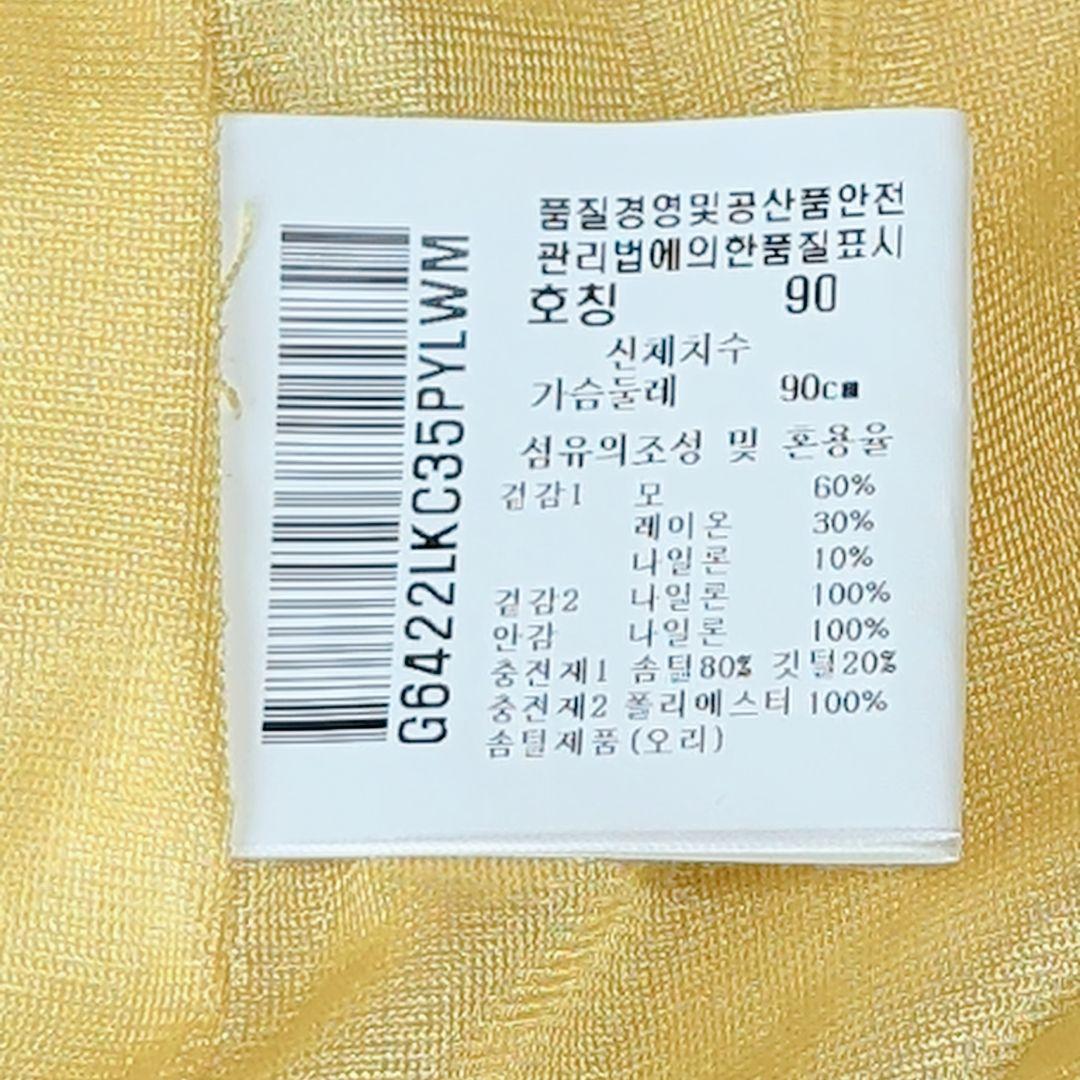 G6422LKC35PYLWM
품질경영및공산품안전
관리법에의한품질표시
호칭 90
신체치수
가슴둘레 90cm
섬유의조성 및 혼용율
겉감1 모 60%
레이온 30%
나일론 10%
겉감2 나일론 100%
안감 나일론 100%
충전재1 솜털80% 깃털20%
충전재2 폴리에스터 100%
솜털제품(오리)